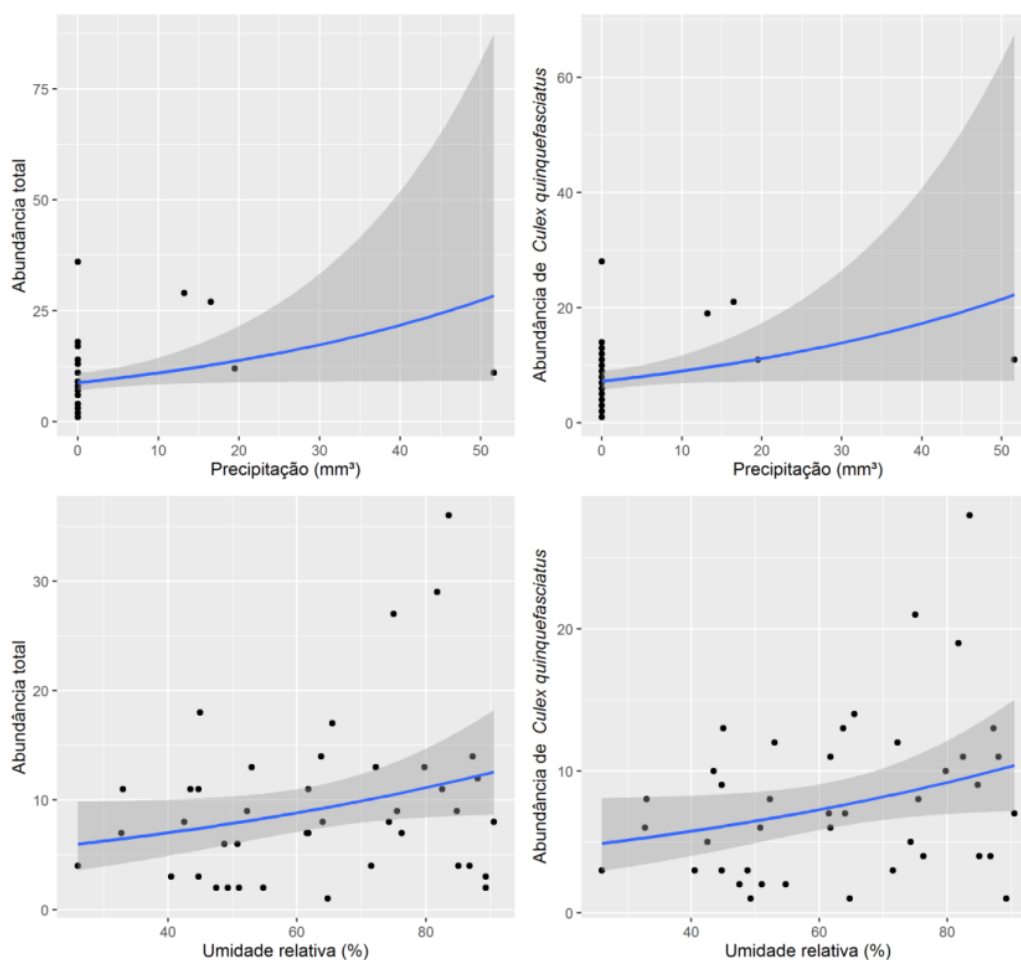 Abundância total
75
50
25
0
0 10 20 30 40 50
Precipitação (mm³)
Abundância de Culex quinquefasciatus
60
40
20
0
0 10 20 30 40 50
Precipitação (mm³)
Abundância total
30
20
10
0
40 60 80
Umidade relativa (%)
Abundância de Culex quinquefasciatus
20
10
0
40 60 80
Umidade relativa (%)